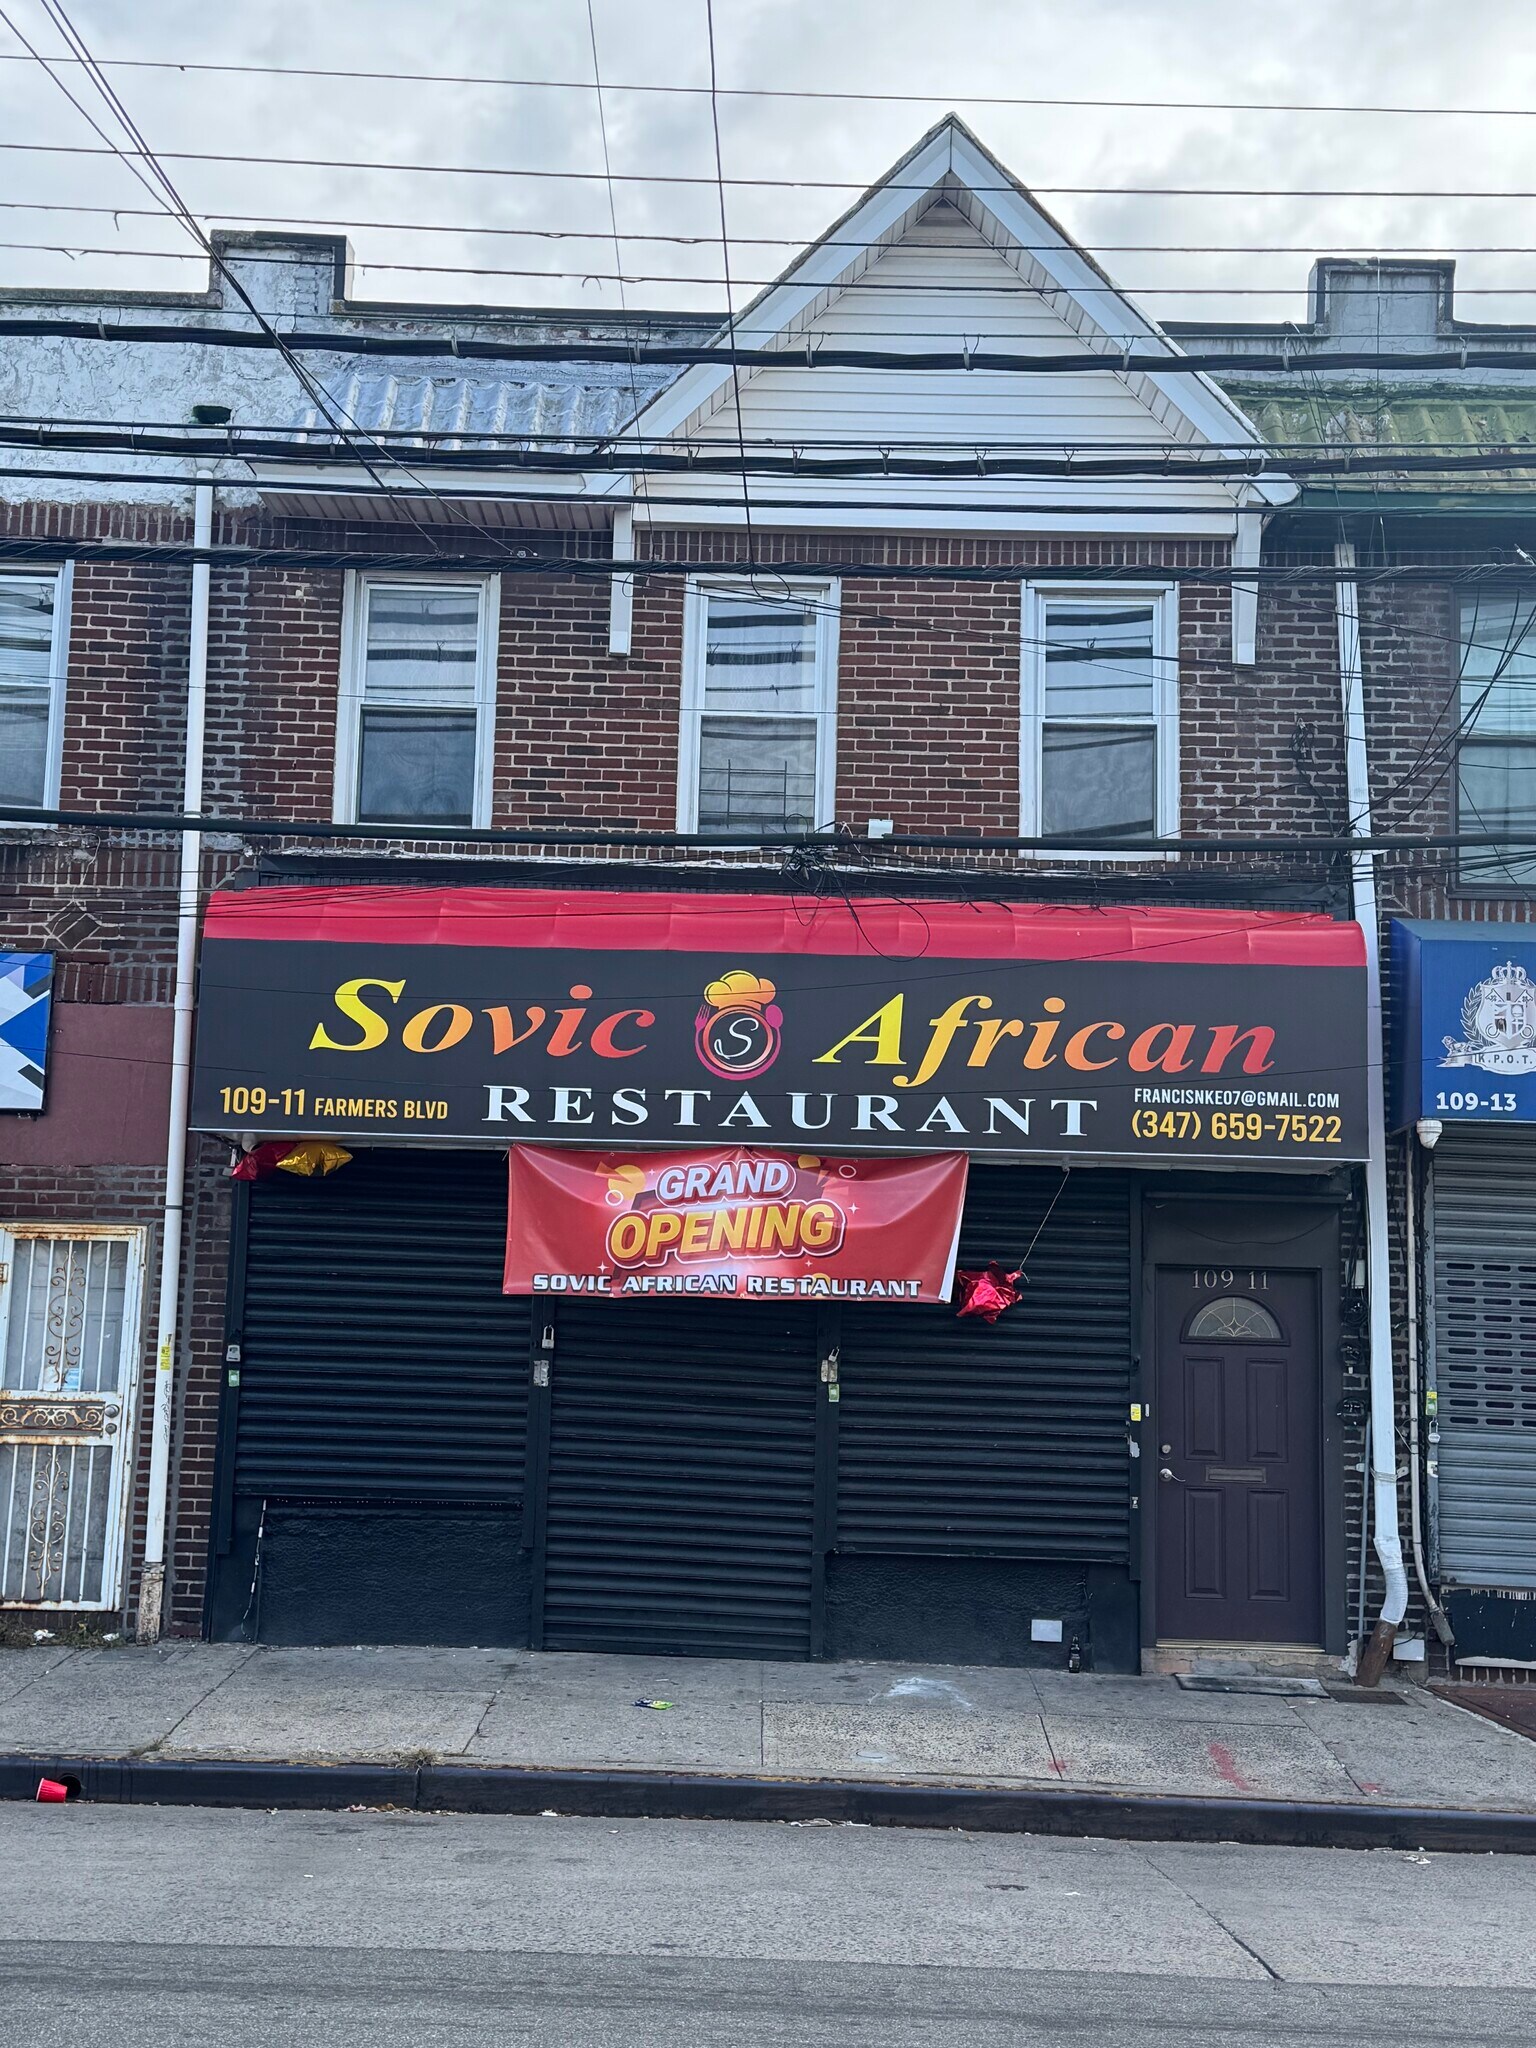 Sovic S African
109-11 FARMERS BLVD
RESTAURANT
FRANCISNKE07@GMAIL.COM
(347) 659-7522
GRAND
OPENING
SOVIC AFRICAN RESTAURANT
109 11
K.P.O.T.
109-13